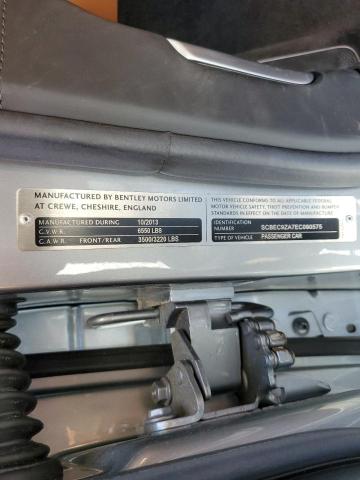 MANUFACTURED BY BENTLEY MOTORS LIMITED
AT CREWE, CHESHIRE, ENGLAND
MANUFACTURED DURING 10/2013
G.V.W.R. 6550 LBS
G.A.W.R. FRONT/REAR 3500/3220 LBS
THIS VEHICLE CONFORMS TO ALL APPLICABLE FEDERAL
MOTOR VEHICLE SAFETY, THEFT PREVENTION AND BUMPER
STANDARDS IN EFFECT ON THE DATE OF MANUFACTURE
IDENTIFICATION
NUMBER SCBEC9ZA7EC090575
TYPE OF VEHICLE PASSENGER CAR